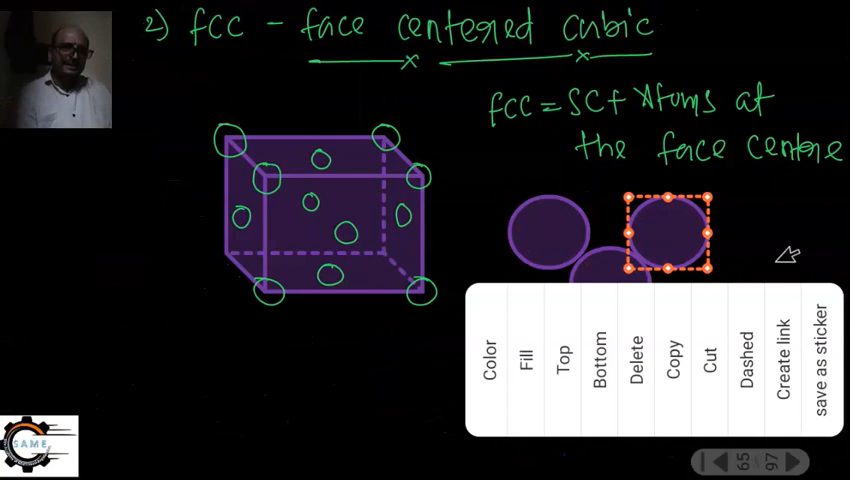 2) FCC - face centered cubic
FCC = SC + Atoms at
the face centre
Color
Fill
Top
Bottom
Delete
Copy
Cut
Dashed
Create link
save as sticker
SAME
65
97